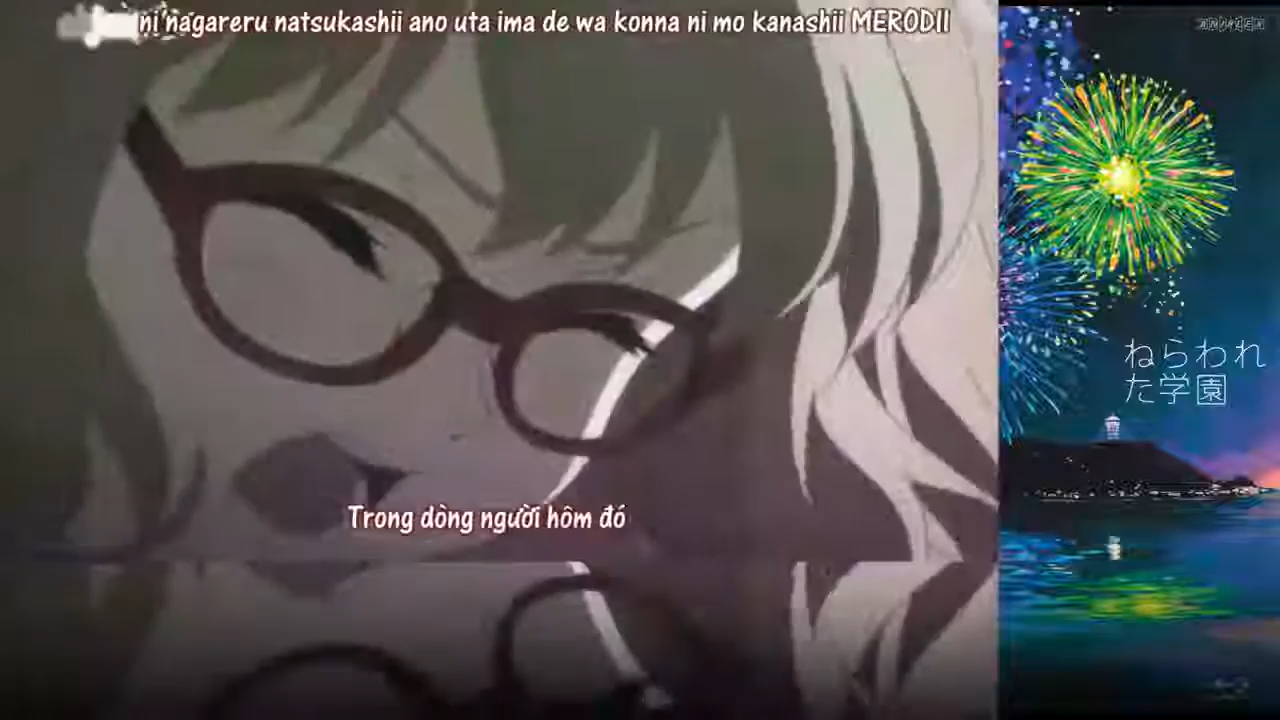 ni nagareru natsukashii ano uta ima de wa konna ni mo kanashii MERODII
ねらわれ
た学園
Trong dòng người hôm đó